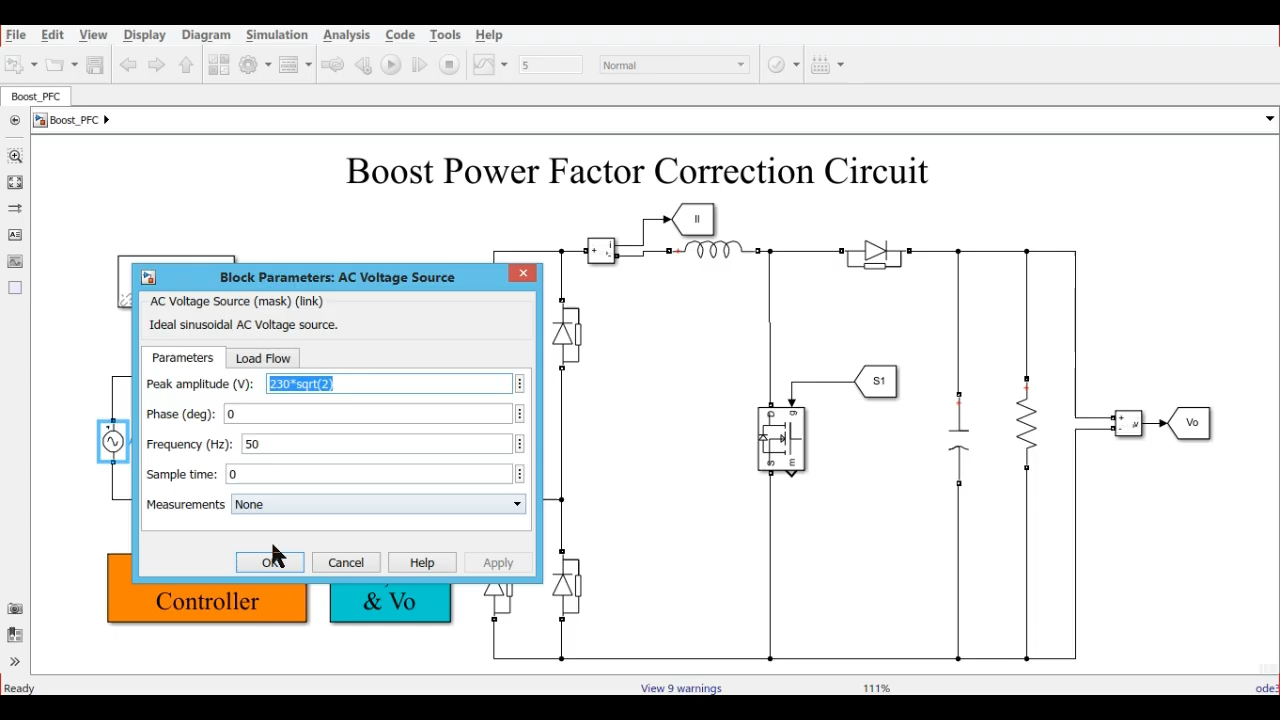 File Edit View Display Diagram Simulation Analysis Code Tools Help
5 Normal
Boost_PFC
Boost_PFC
Boost Power Factor Correction Circuit
Il
Block Parameters: AC Voltage Source
AC Voltage Source (mask) (link)
Ideal sinusoidal AC Voltage source.
Parameters Load Flow
Peak amplitude (V): 230*sqrt(2)
Phase (deg): 0
Frequency (Hz): 50
Sample time: 0
Measurements None
OK Cancel Help Apply
+ i -
S1
g D S m
+ - v
Vo
Controller
& Vo
Ready View 9 warnings 111% ode3